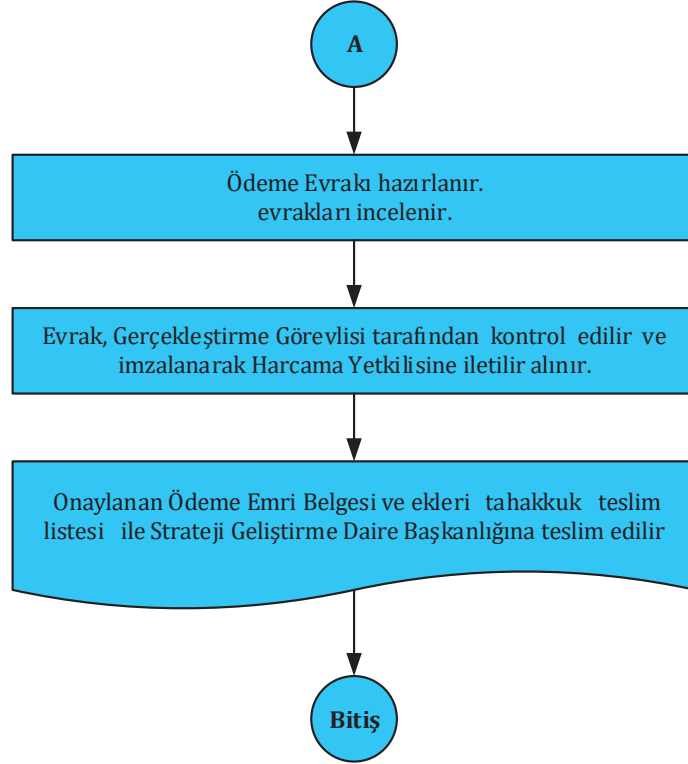 A
Ödeme Evrakı hazırlanır.
evrakları incelenir.
Evrak, Gerçekleştirme Görevlisi tarafından kontrol edilir ve
imzalanarak Harcama Yetkilisine iletilir alınır.
Onaylanan Ödeme Emri Belgesi ve ekleri tahakkuk teslim
listesi ile Strateji Geliştirme Daire Başkanlığına teslim edilir
Bitiş